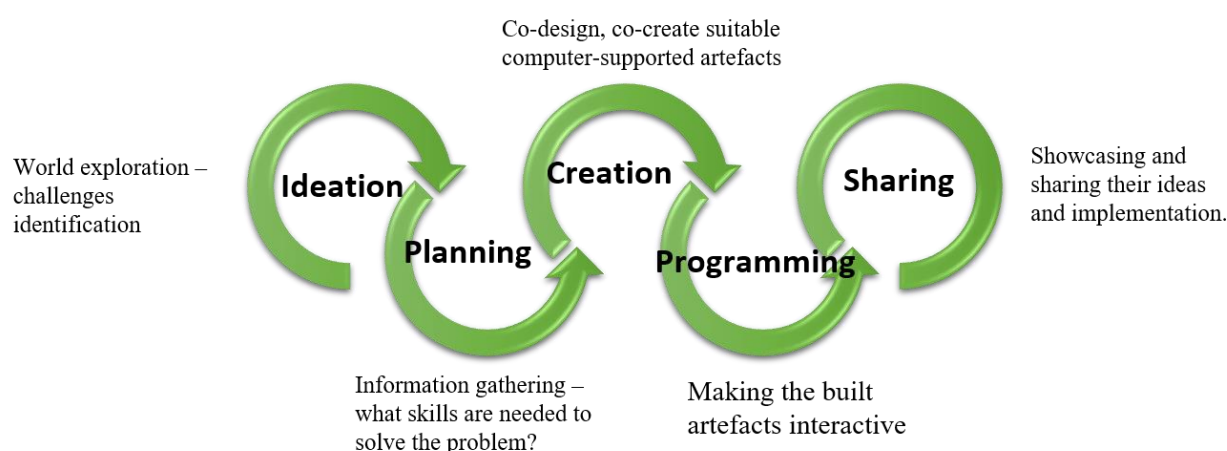 Co-design, co-create suitable
computer-supported artefacts
World exploration –
challenges
identification
Ideation
Planning
Creation
Programming
Sharing
Showcasing and
sharing their ideas
and implementation.
Information gathering –
what skills are needed to
solve the problem?
Making the built
artefacts interactive